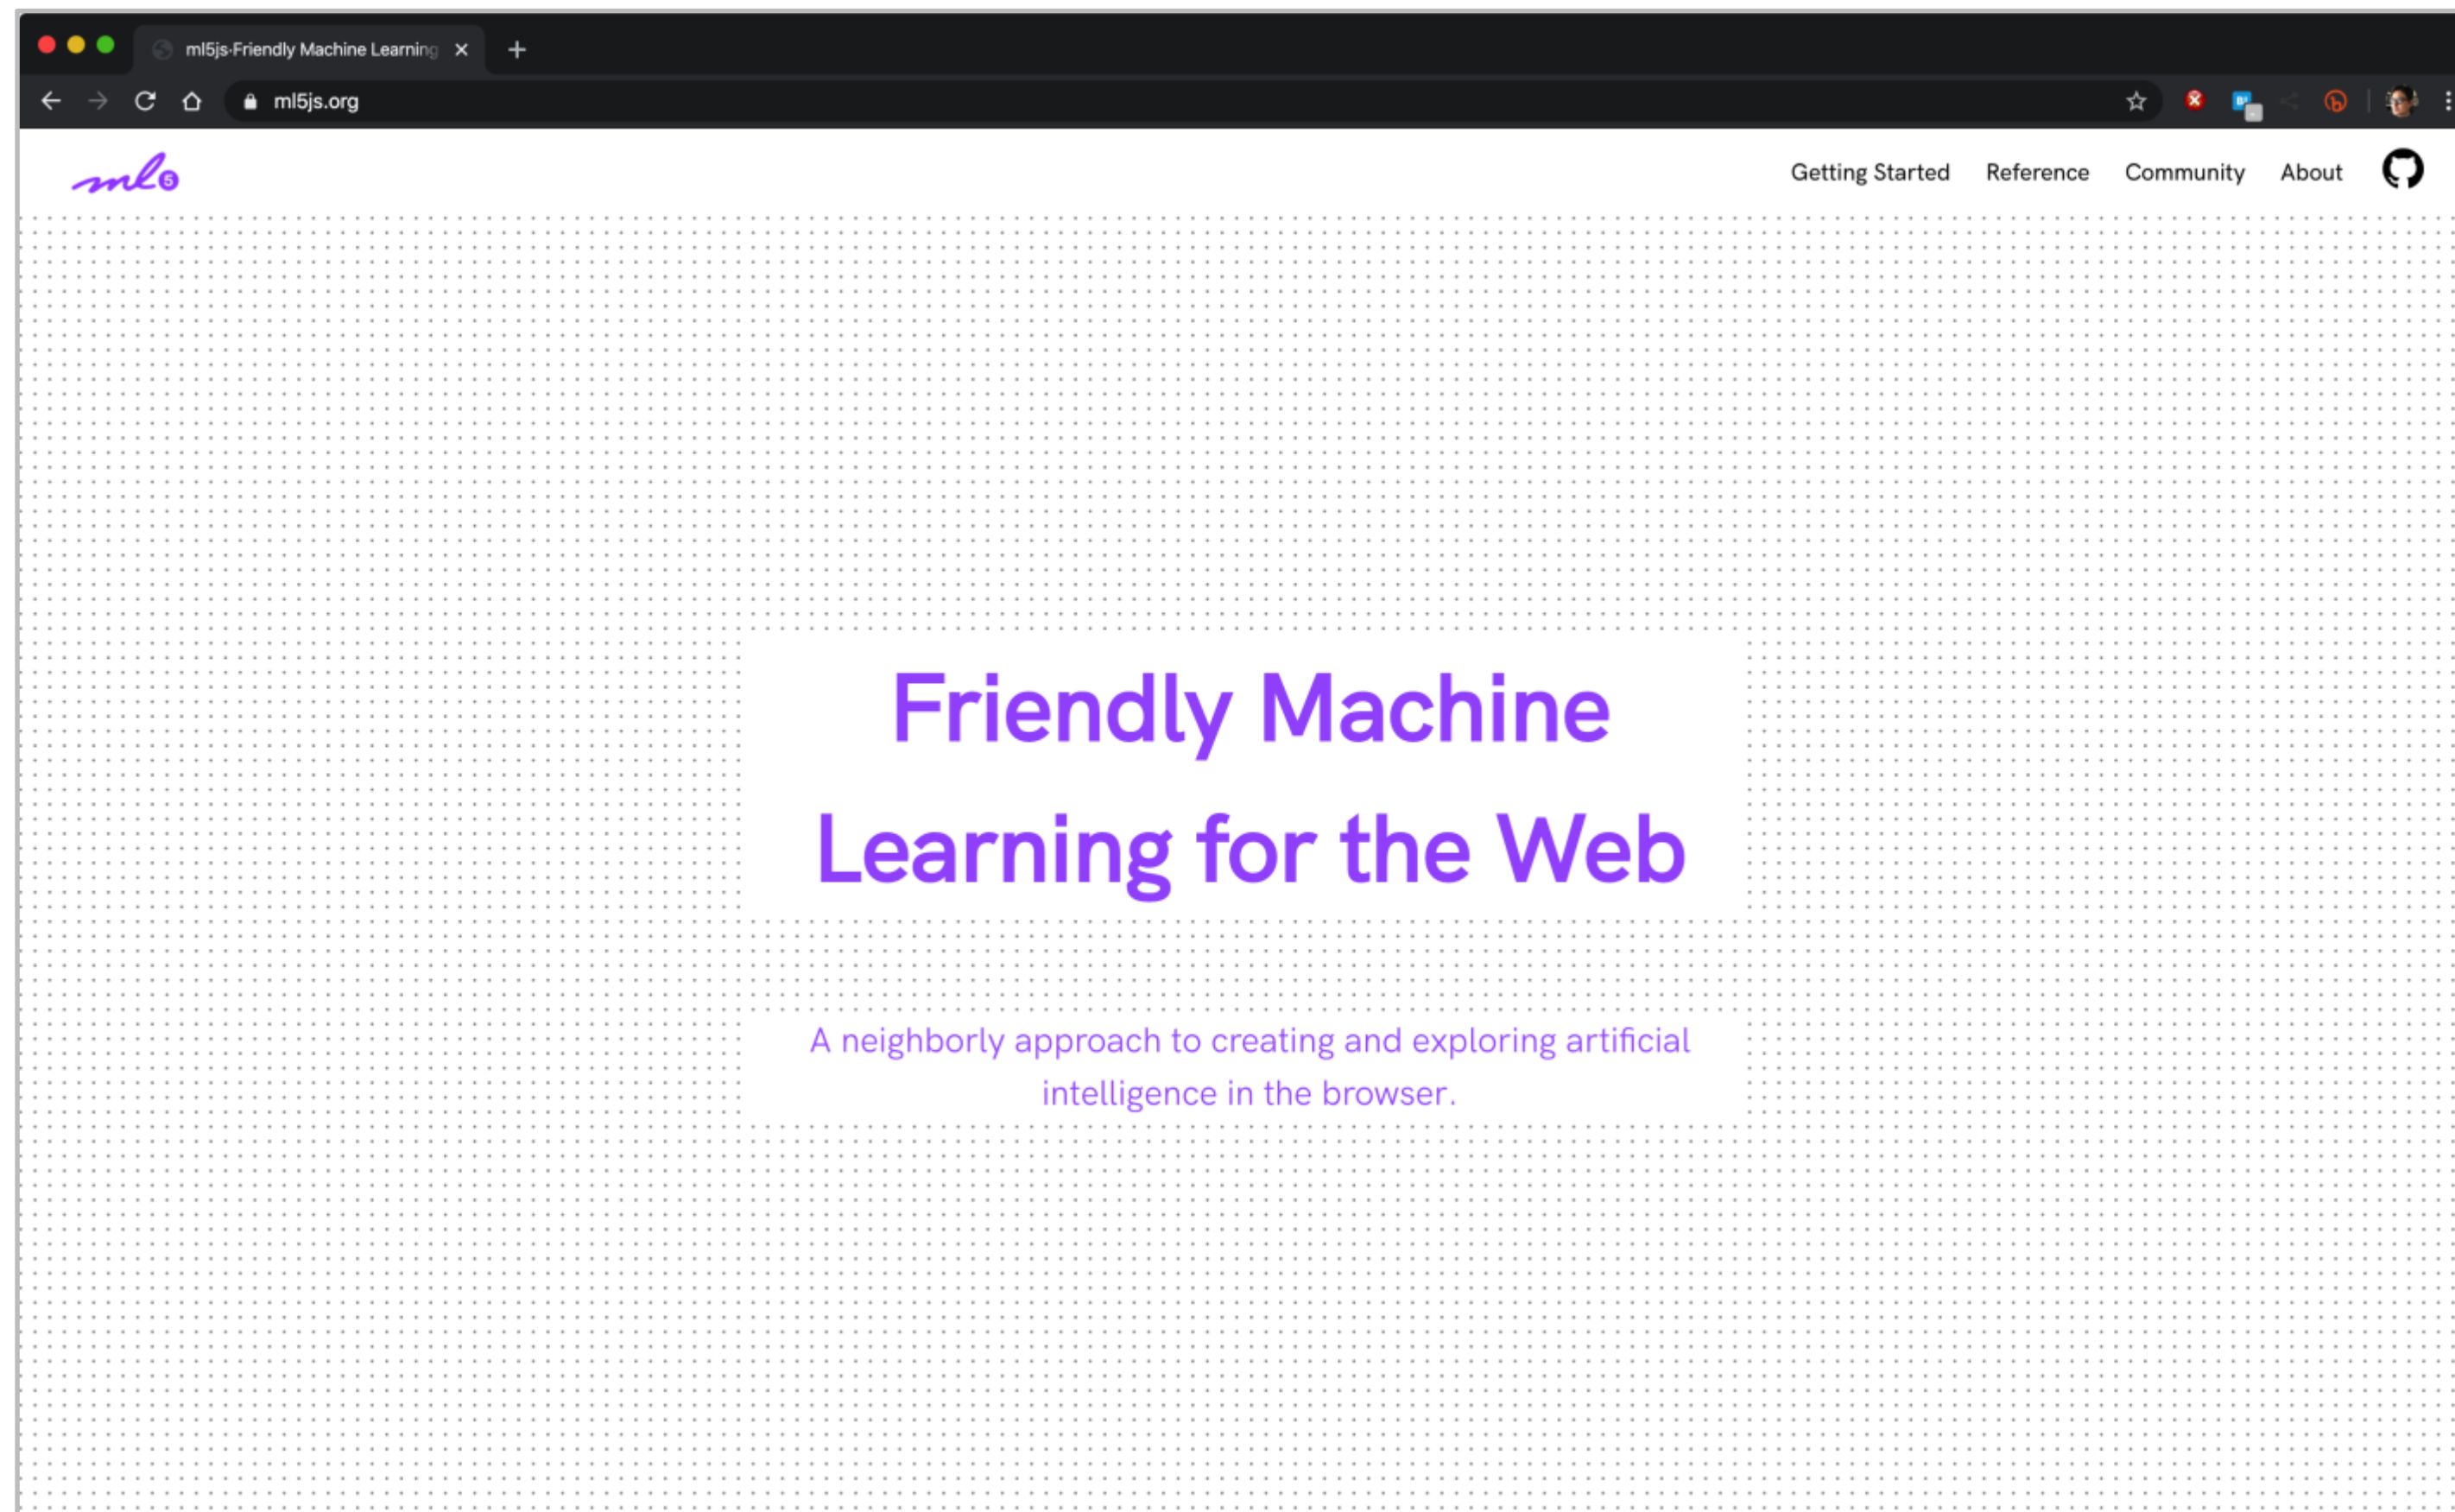 ml5js·Friendly Machine Learning
ml5js.org
ml5
Getting Started Reference Community About
Friendly Machine
Learning for the Web
A neighborly approach to creating and exploring artificial
intelligence in the browser.